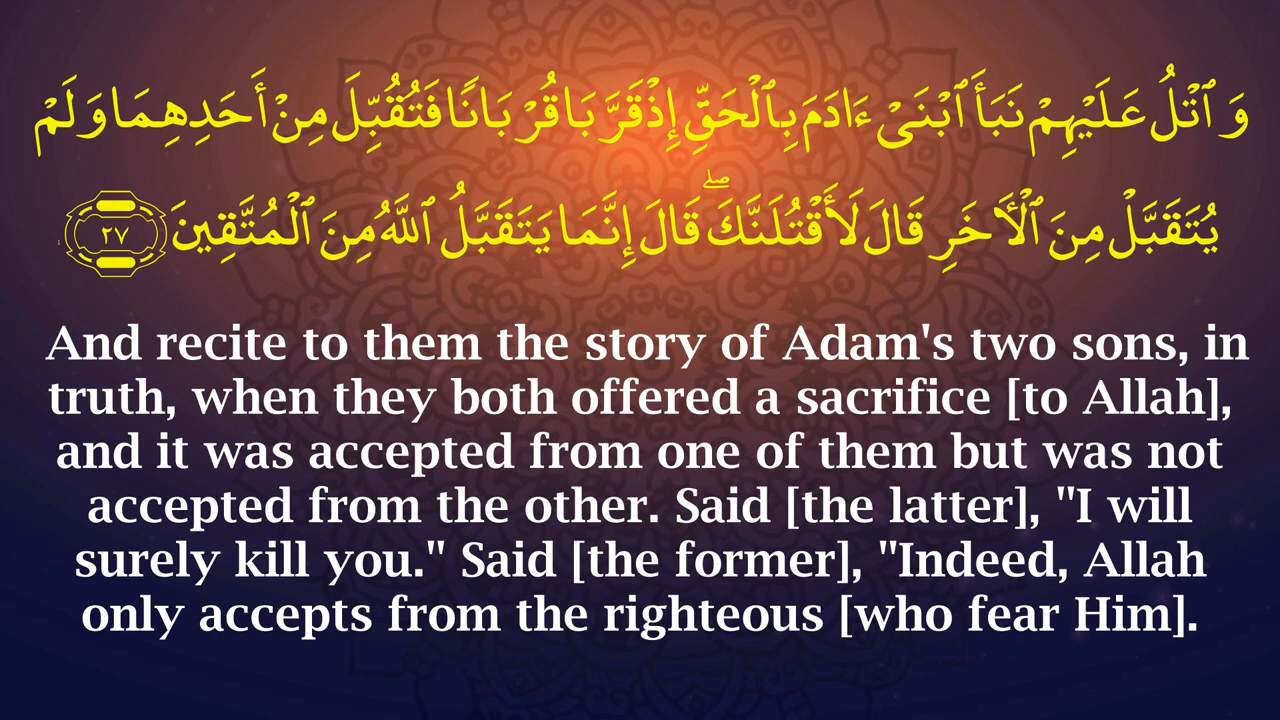 وَٱتْلُ عَلَيْهِمْ نَبَأَ ٱبْنَىْ ءَادَمَ بِٱلْحَقِّ إِذْ قَرَّبَا قُرْبَانًا فَتُقُبِّلَ مِنْ أَحَدِهِمَا وَلَمْ
يُتَقَبَّلْ مِنَ ٱلْأَخَرِ قَالَ لَأَقْتُلَنَّكَ ۖ قَالَ إِنَّمَا يَتَقَبَّلُ ٱللَّهُ مِنَ ٱلْمُتَّقِينَ ٢٧
And recite to them the story of Adam's two sons, in
truth, when they both offered a sacrifice [to Allah],
and it was accepted from one of them but was not
accepted from the other. Said [the latter], "I will
surely kill you." Said [the former], "Indeed, Allah
only accepts from the righteous [who fear Him].